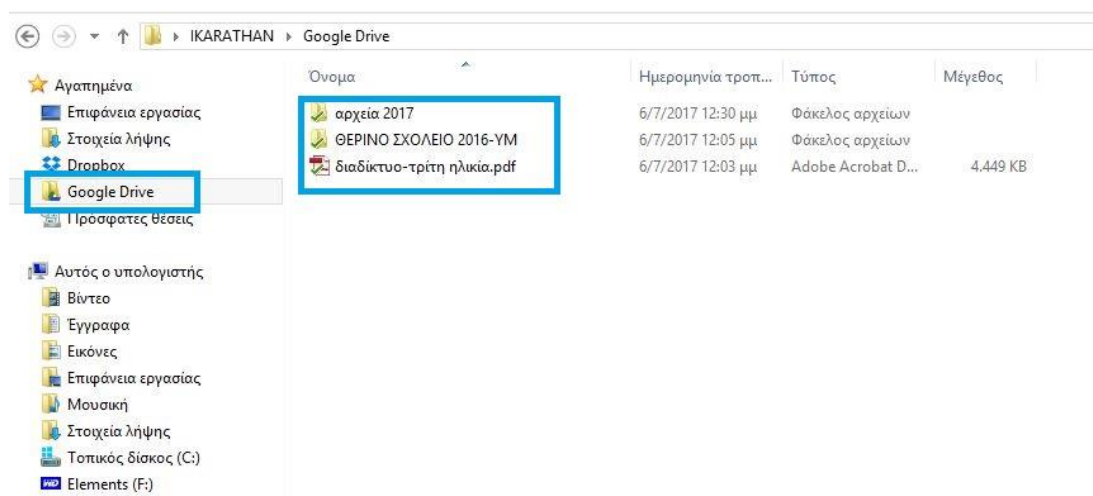 IKARATHAN Google Drive
Όνομα Ημερομηνία τροπ... Τύπος Μέγεθος
αρχεία 2017 6/7/2017 12:30 μμ Φάκελος αρχείων
ΘΕΡΙΝΟ ΣΧΟΛΕΙΟ 2016-ΥΜ 6/7/2017 12:05 μμ Φάκελος αρχείων
διαδίκτυο-τρίτη ηλικία.pdf 6/7/2017 12:03 μμ Adobe Acrobat D... 4.449 KB
Αγαπημένα
Επιφάνεια εργασίας
Στοιχεία λήψης
Dropbox
Google Drive
Πρόσφατες θέσεις
Αυτός ο υπολογιστής
Βίντεο
Έγγραφα
Εικόνες
Επιφάνεια εργασίας
Μουσική
Στοιχεία λήψης
Τοπικός δίσκος (C:)
WD Elements (F:)